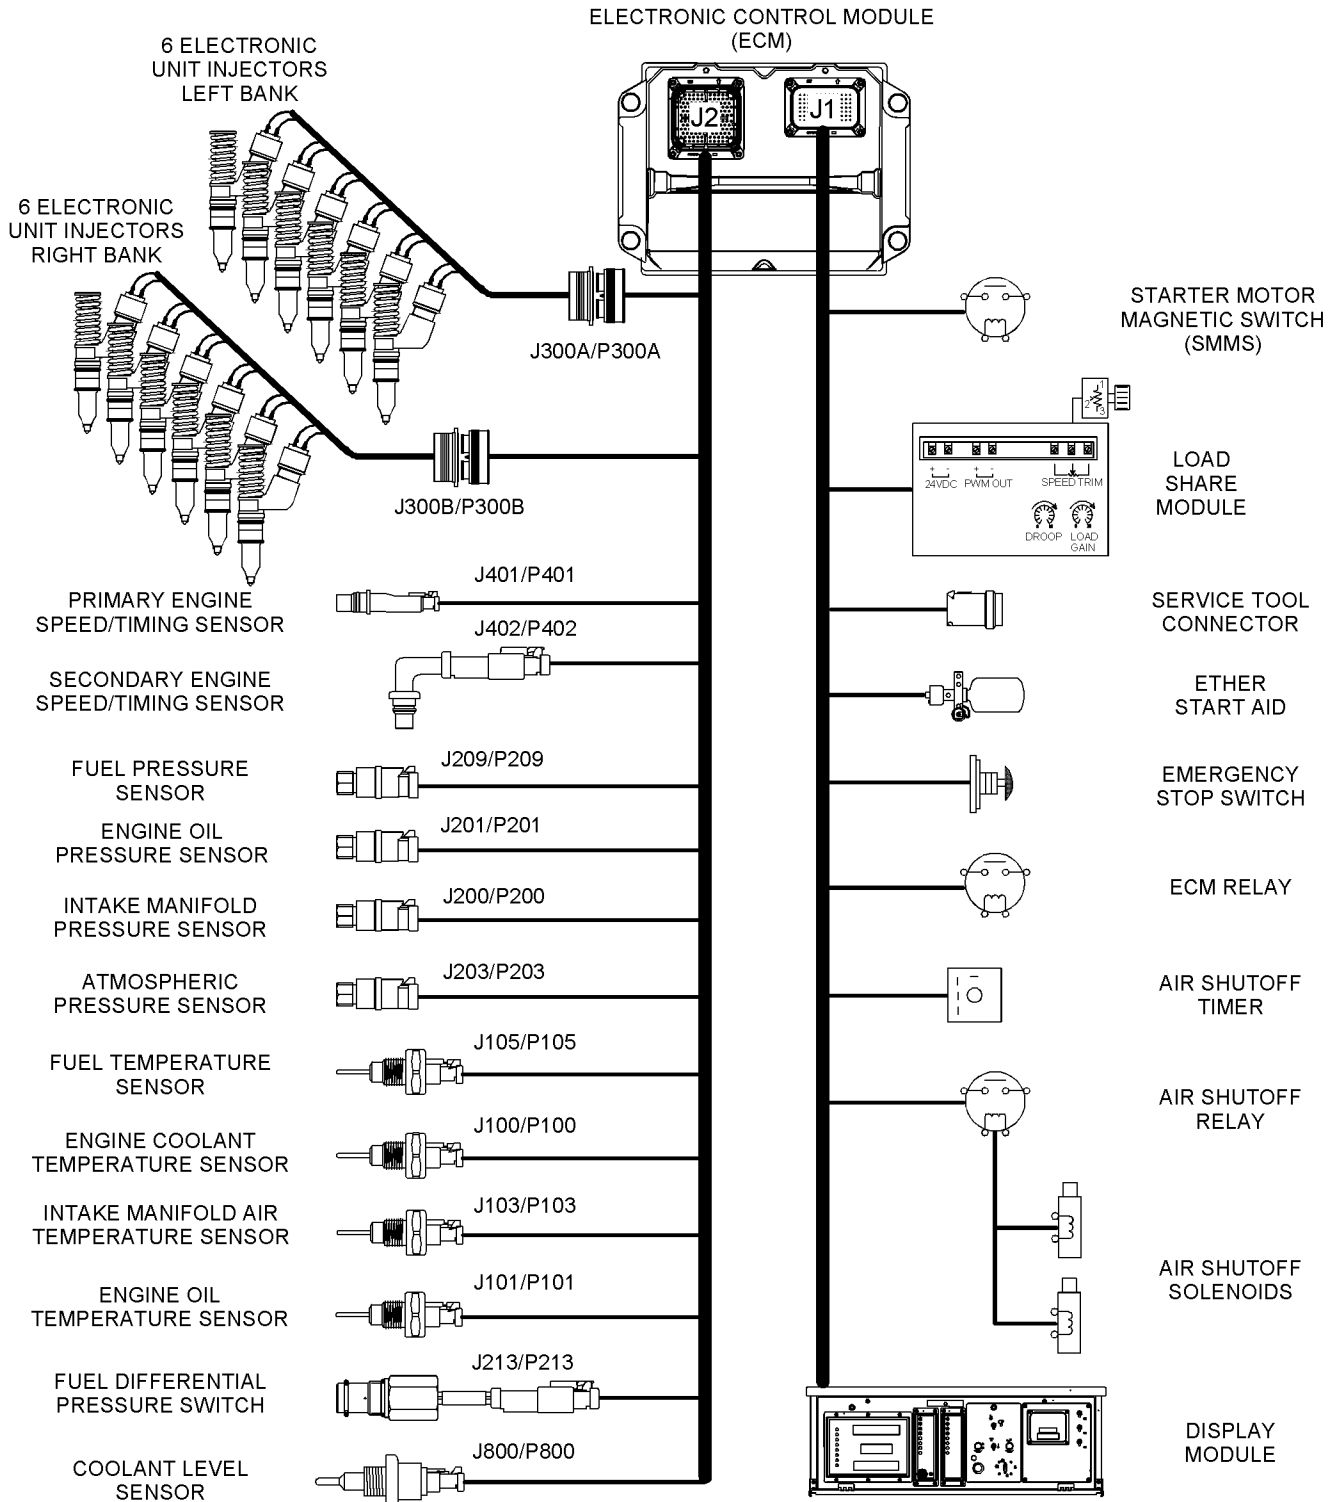 ELECTRONIC CONTROL MODULE
(ECM)
6 ELECTRONIC
UNIT INJECTORS
LEFT BANK
J2
J1
6 ELECTRONIC
UNIT INJECTORS
RIGHT BANK
J300A/P300A
STARTER MOTOR
MAGNETIC SWITCH
(SMMS)
1
2
3
J300B/P300B
+ - + -
24VDC PWM OUT SPEED TRIM
DROOP LOAD
GAIN
LOAD
SHARE
MODULE
J401/P401
PRIMARY ENGINE
SPEED/TIMING SENSOR
SERVICE TOOL
CONNECTOR
J402/P402
SECONDARY ENGINE
SPEED/TIMING SENSOR
ETHER
START AID
J209/P209
FUEL PRESSURE
SENSOR
EMERGENCY
STOP SWITCH
J201/P201
ENGINE OIL
PRESSURE SENSOR
J200/P200
INTAKE MANIFOLD
PRESSURE SENSOR
ECM RELAY
J203/P203
ATMOSPHERIC
PRESSURE SENSOR
AIR SHUTOFF
TIMER
J105/P105
FUEL TEMPERATURE
SENSOR
AIR SHUTOFF
RELAY
J100/P100
ENGINE COOLANT
TEMPERATURE SENSOR
J103/P103
INTAKE MANIFOLD AIR
TEMPERATURE SENSOR
AIR SHUTOFF
SOLENOIDS
J101/P101
ENGINE OIL
TEMPERATURE SENSOR
J213/P213
FUEL DIFFERENTIAL
PRESSURE SWITCH
DISPLAY
MODULE
J800/P800
COOLANT LEVEL
SENSOR